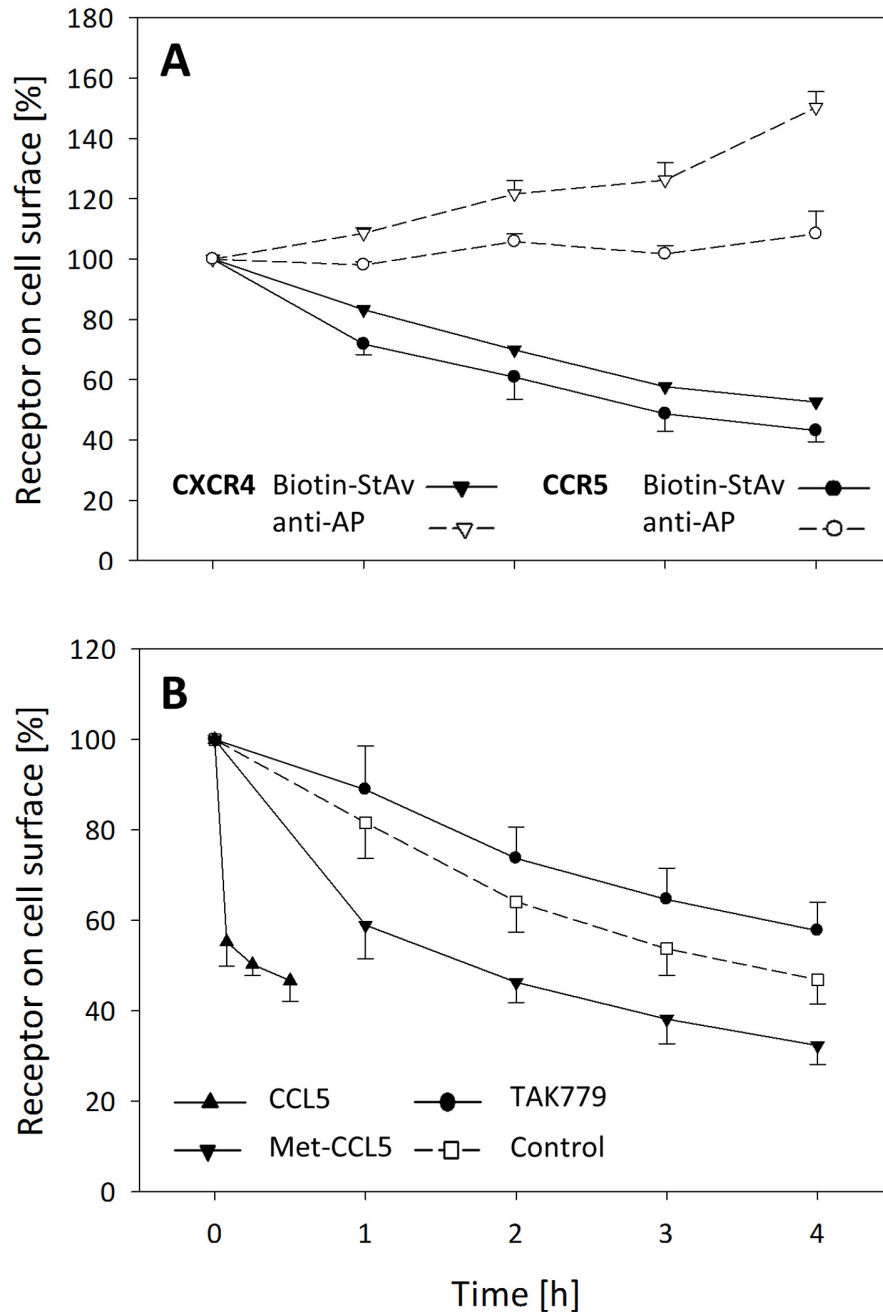 A
Receptor on cell surface [%]
180
160
140
120
100
80
60
40
20
0
CXCR4 Biotin-StAv CCR5 Biotin-StAv
anti-AP anti-AP
B
Receptor on cell surface [%]
120
100
80
60
40
20
0
CCL5 TAK779
Met-CCL5 Control
0 1 2 3 4
Time [h]